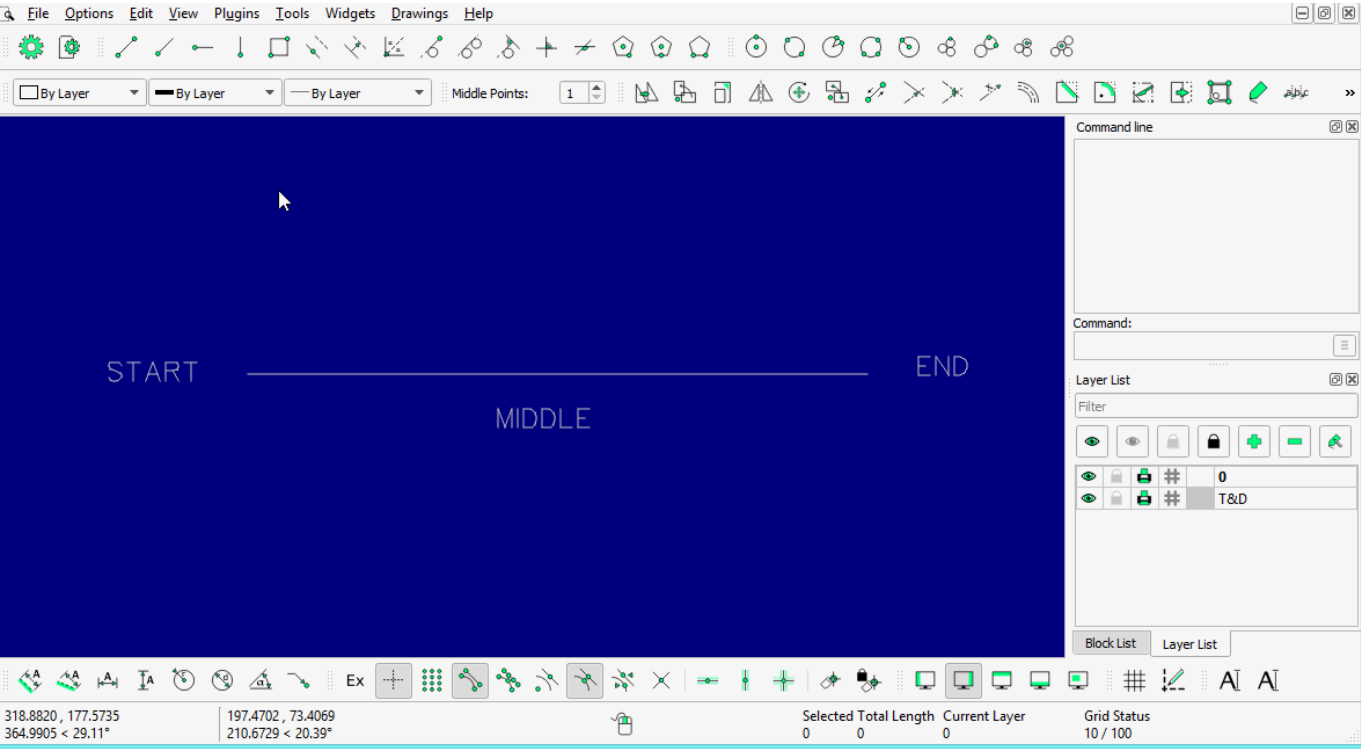 File Options Edit View Plugins Tools Widgets Drawings Help
By Layer By Layer By Layer Middle Points: 1 »
Command line
START END
MIDDLE
Command:
Layer List
Filter
0
T&D
Block List Layer List
Ex
318.8820 , 177.5735 197.4702 , 73.4069 Selected Total Length Current Layer Grid Status
364.9905 < 29.11° 210.6729 < 20.39° 0 0 0 10 / 100